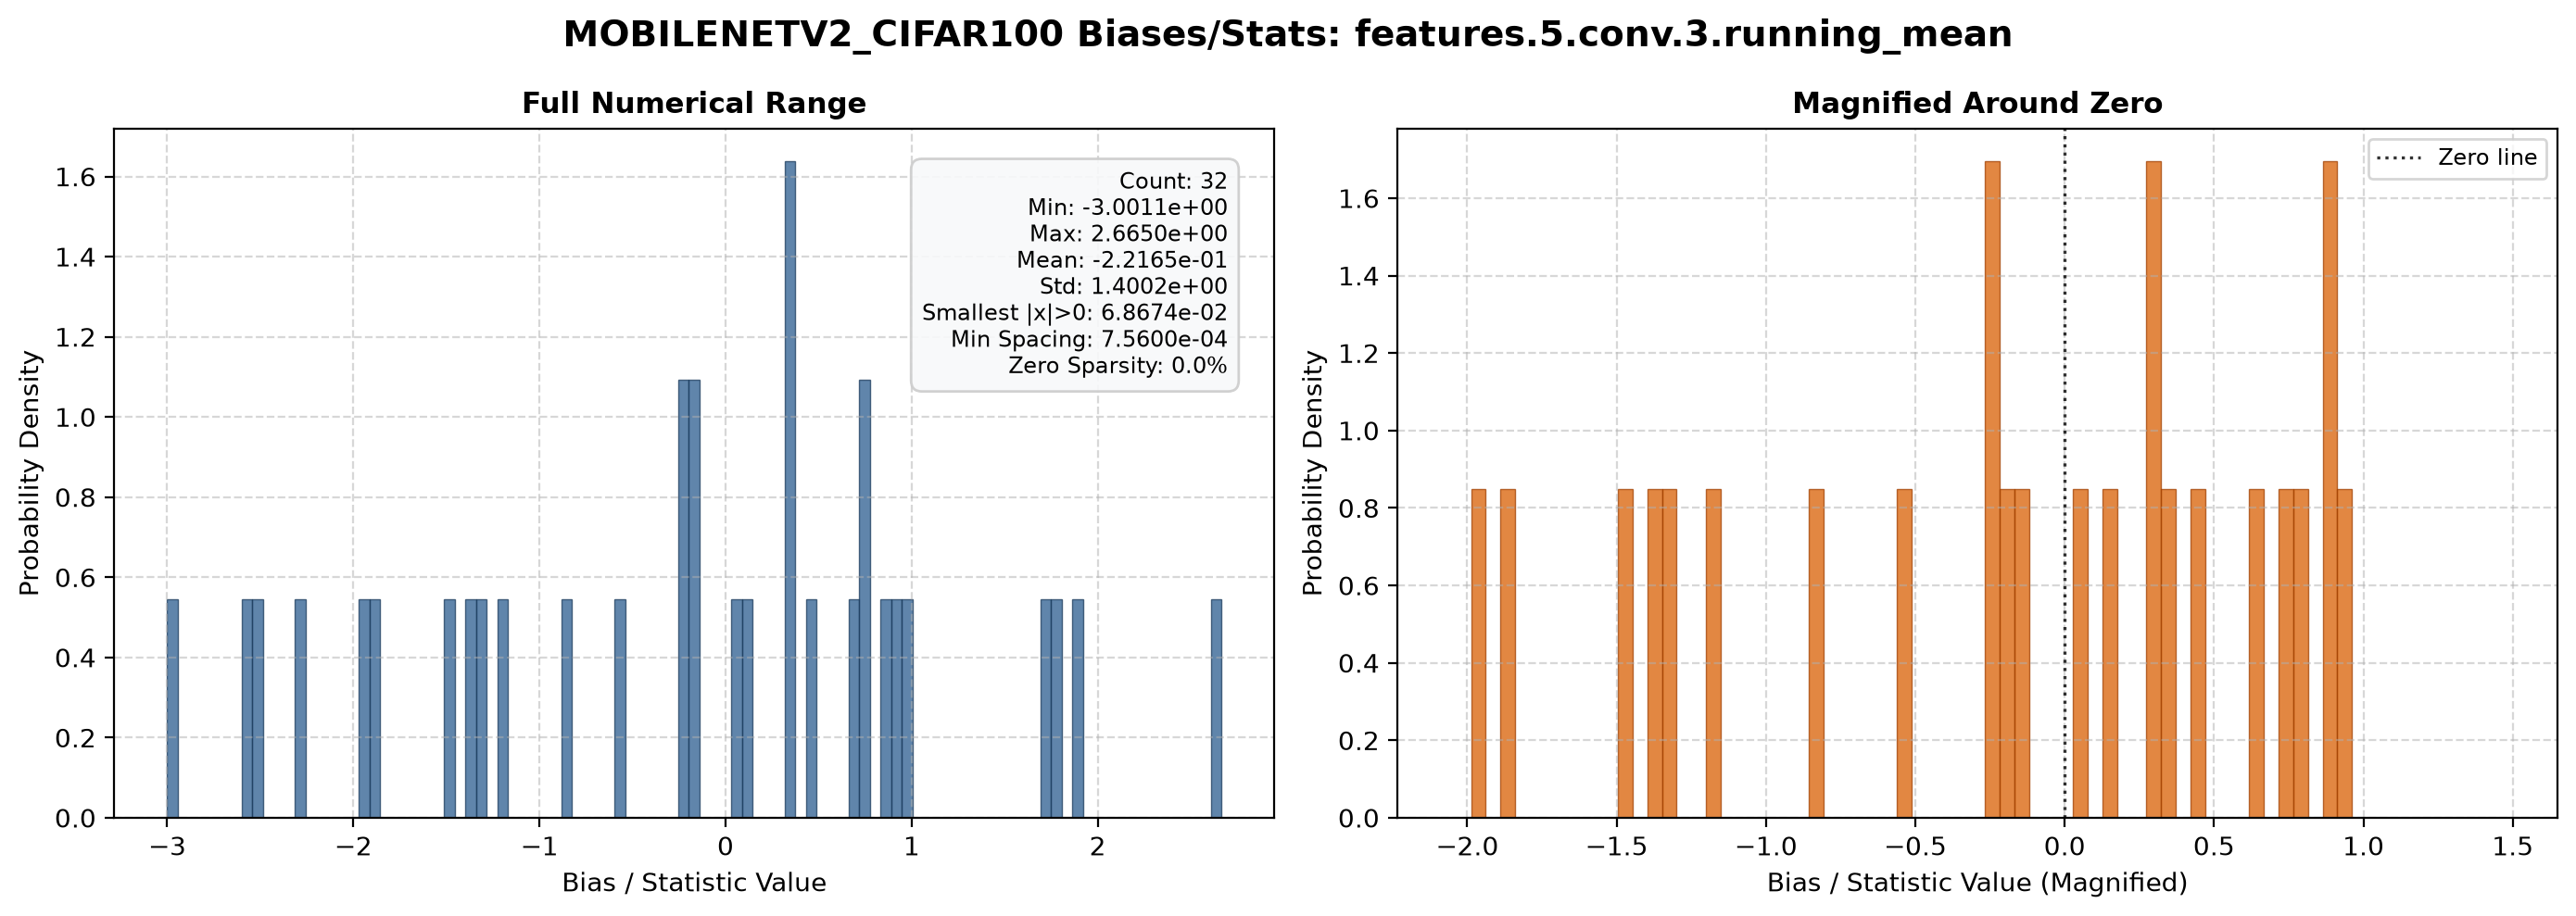 MOBILENETV2_CIFAR100 Biases/Stats: features.5.conv.3.running_mean
Full Numerical Range
Probability Density
1.6
1.4
1.2
1.0
0.8
0.6
0.4
0.2
0.0
Count: 32
Min: -3.0011e+00
Max: 2.6650e+00
Mean: -2.2165e-01
Std: 1.4002e+00
Smallest |x|>0: 6.8674e-02
Min Spacing: 7.5600e-04
Zero Sparsity: 0.0%
−3 −2 −1 0 1 2
Bias / Statistic Value
Magnified Around Zero
Probability Density
1.6
1.4
1.2
1.0
0.8
0.6
0.4
0.2
0.0
Zero line
−2.0 −1.5 −1.0 −0.5 0.0 0.5 1.0 1.5
Bias / Statistic Value (Magnified)